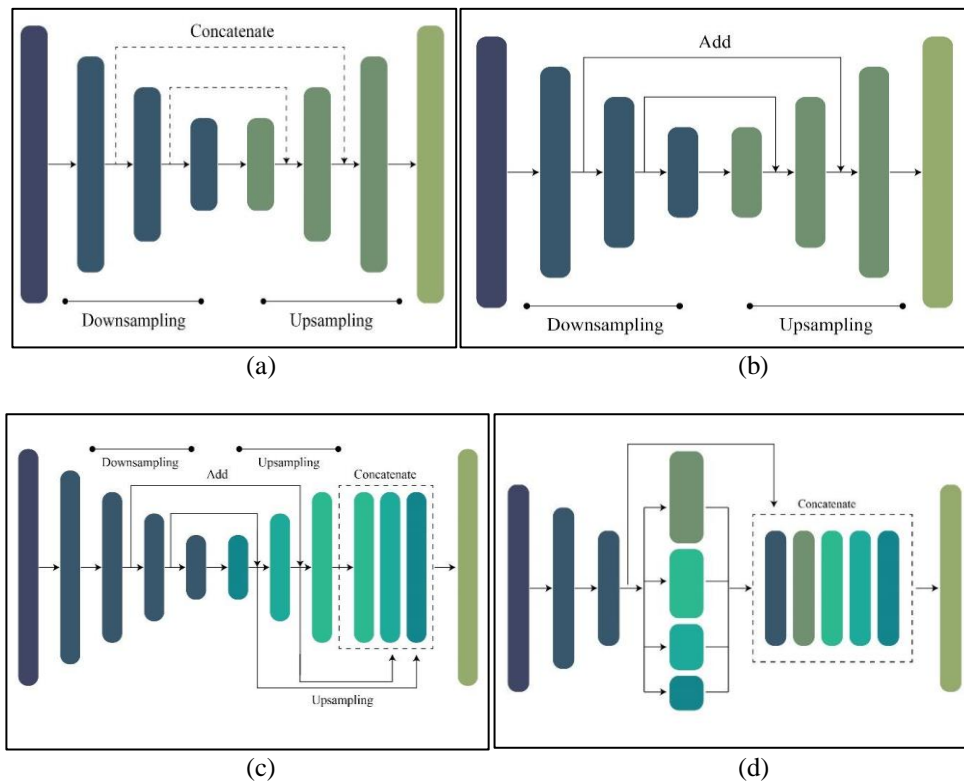 Concatenate
Downsampling
Upsampling
(a)
Add
Downsampling
Upsampling
(b)
Downsampling
Upsampling
Add
Concatenate
Upsampling
(c)
Concatenate
(d)